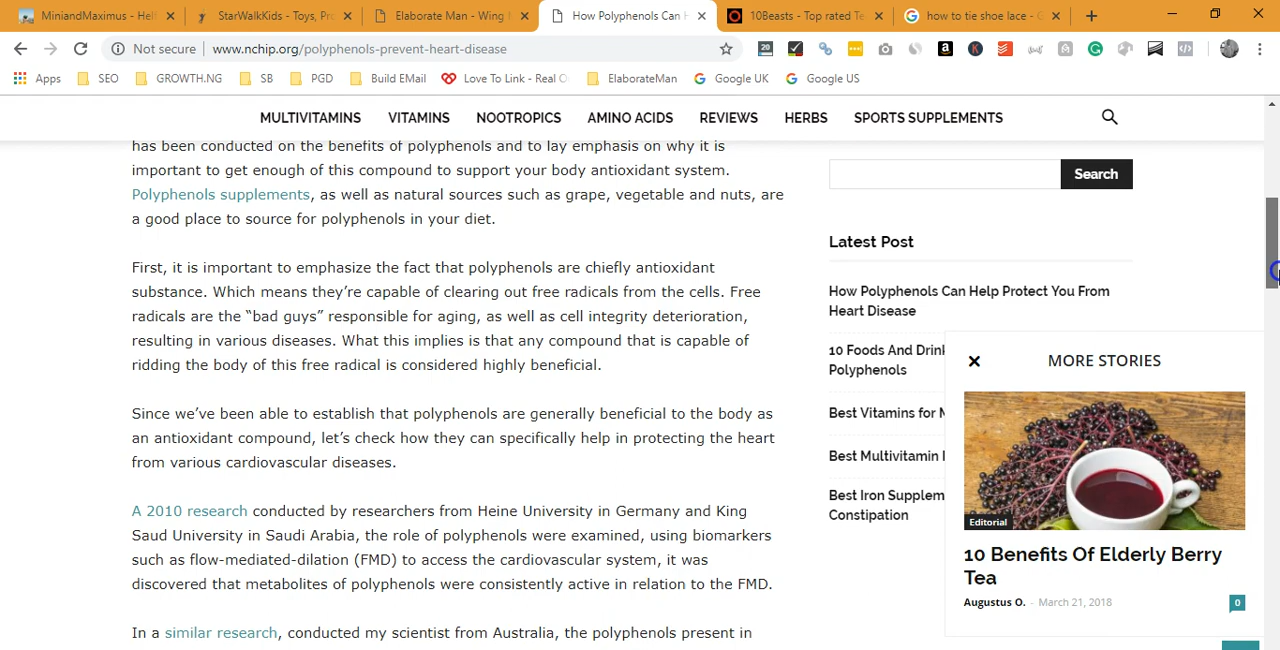 MiniandMaximus - Helf
StarWalkKids - Toys, Pro
Elaborate Man - Wing
How Polyphenols Can H
10Beasts - Top rated Te
how to tie shoe lace - G
Not secure
www.nchip.org/polyphenols-prevent-heart-disease
20
Apps
SEO
GROWTH.NG
SB
PGD
Build EMail
Love To Link - Real Co
ElaborateMan
Google UK
Google US
MULTIVITAMINS
VITAMINS
NOOTROPICS
AMINO ACIDS
REVIEWS
HERBS
SPORTS SUPPLEMENTS
has been conducted on the benefits of polyphenols and to lay emphasis on why it is
important to get enough of this compound to support your body antioxidant system.
Polyphenols supplements, as well as natural sources such as grape, vegetable and nuts, are
a good place to source for polyphenols in your diet.
First, it is important to emphasize the fact that polyphenols are chiefly antioxidant
substance. Which means they're capable of clearing out free radicals from the cells. Free
radicals are the “bad guys” responsible for aging, as well as cell integrity deterioration,
resulting in various diseases. What this implies is that any compound that is capable of
ridding the body of this free radical is considered highly beneficial.
Since we've been able to establish that polyphenols are generally beneficial to the body as
an antioxidant compound, let's check how they can specifically help in protecting the heart
from various cardiovascular diseases.
A 2010 research conducted by researchers from Heine University in Germany and King
Saud University in Saudi Arabia, the role of polyphenols were examined, using biomarkers
such as flow-mediated-dilation (FMD) to access the cardiovascular system, it was
discovered that metabolites of polyphenols were consistently active in relation to the FMD.
In a similar research, conducted my scientist from Australia, the polyphenols present in
Search
Latest Post
How Polyphenols Can Help Protect You From
Heart Disease
10 Foods And Drink
Polyphenols
Best Vitamins for M
Best Multivitamin
Best Iron Supplem
Constipation
MORE STORIES
Editorial
10 Benefits Of Elderly Berry
Tea
Augustus O. - March 21, 2018
0